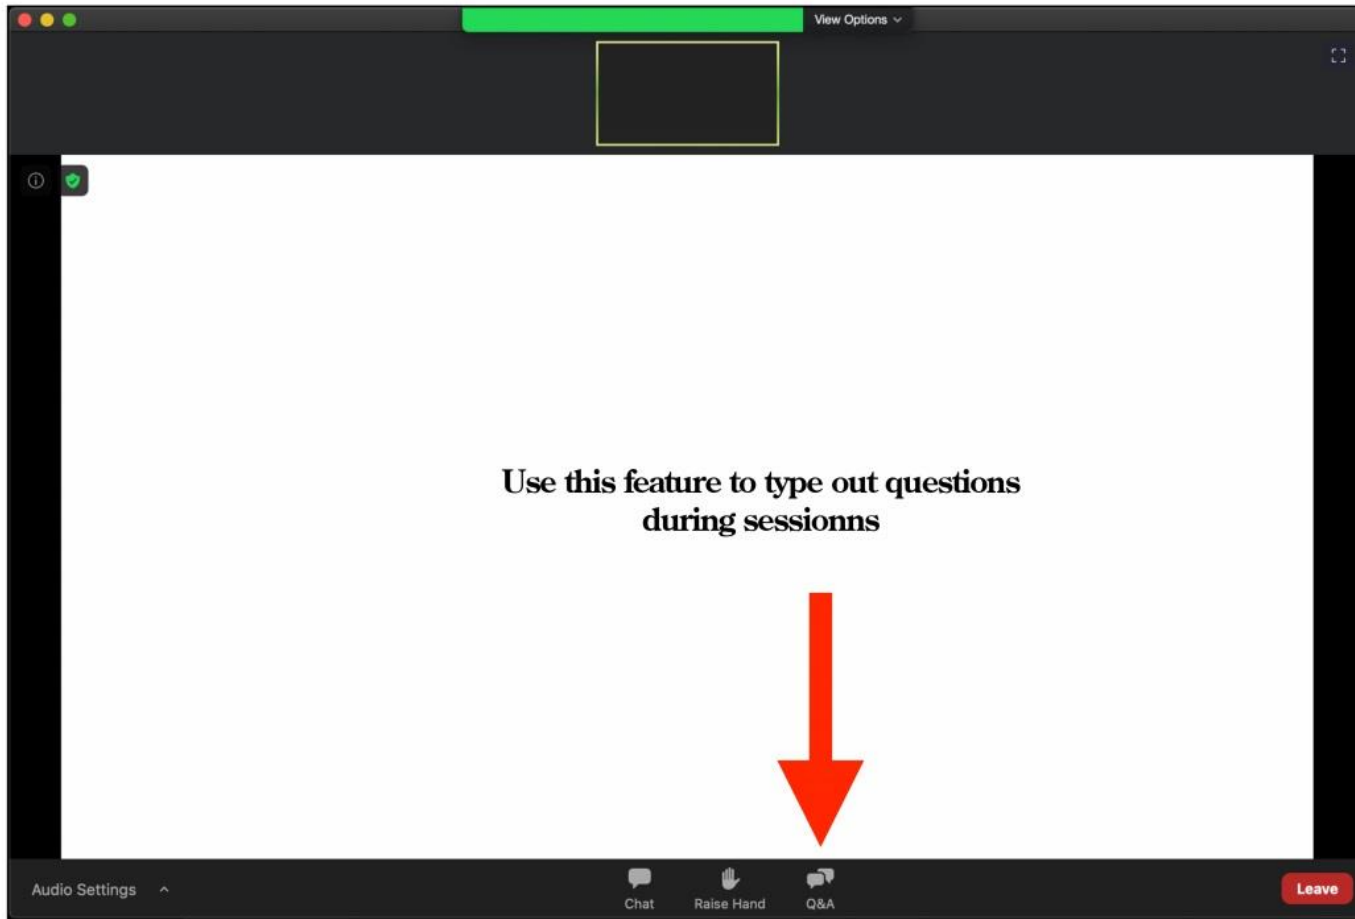 View Options
Use this feature to type out questions
during sessionns
Audio Settings
Chat
Raise Hand
Q&A
Leave